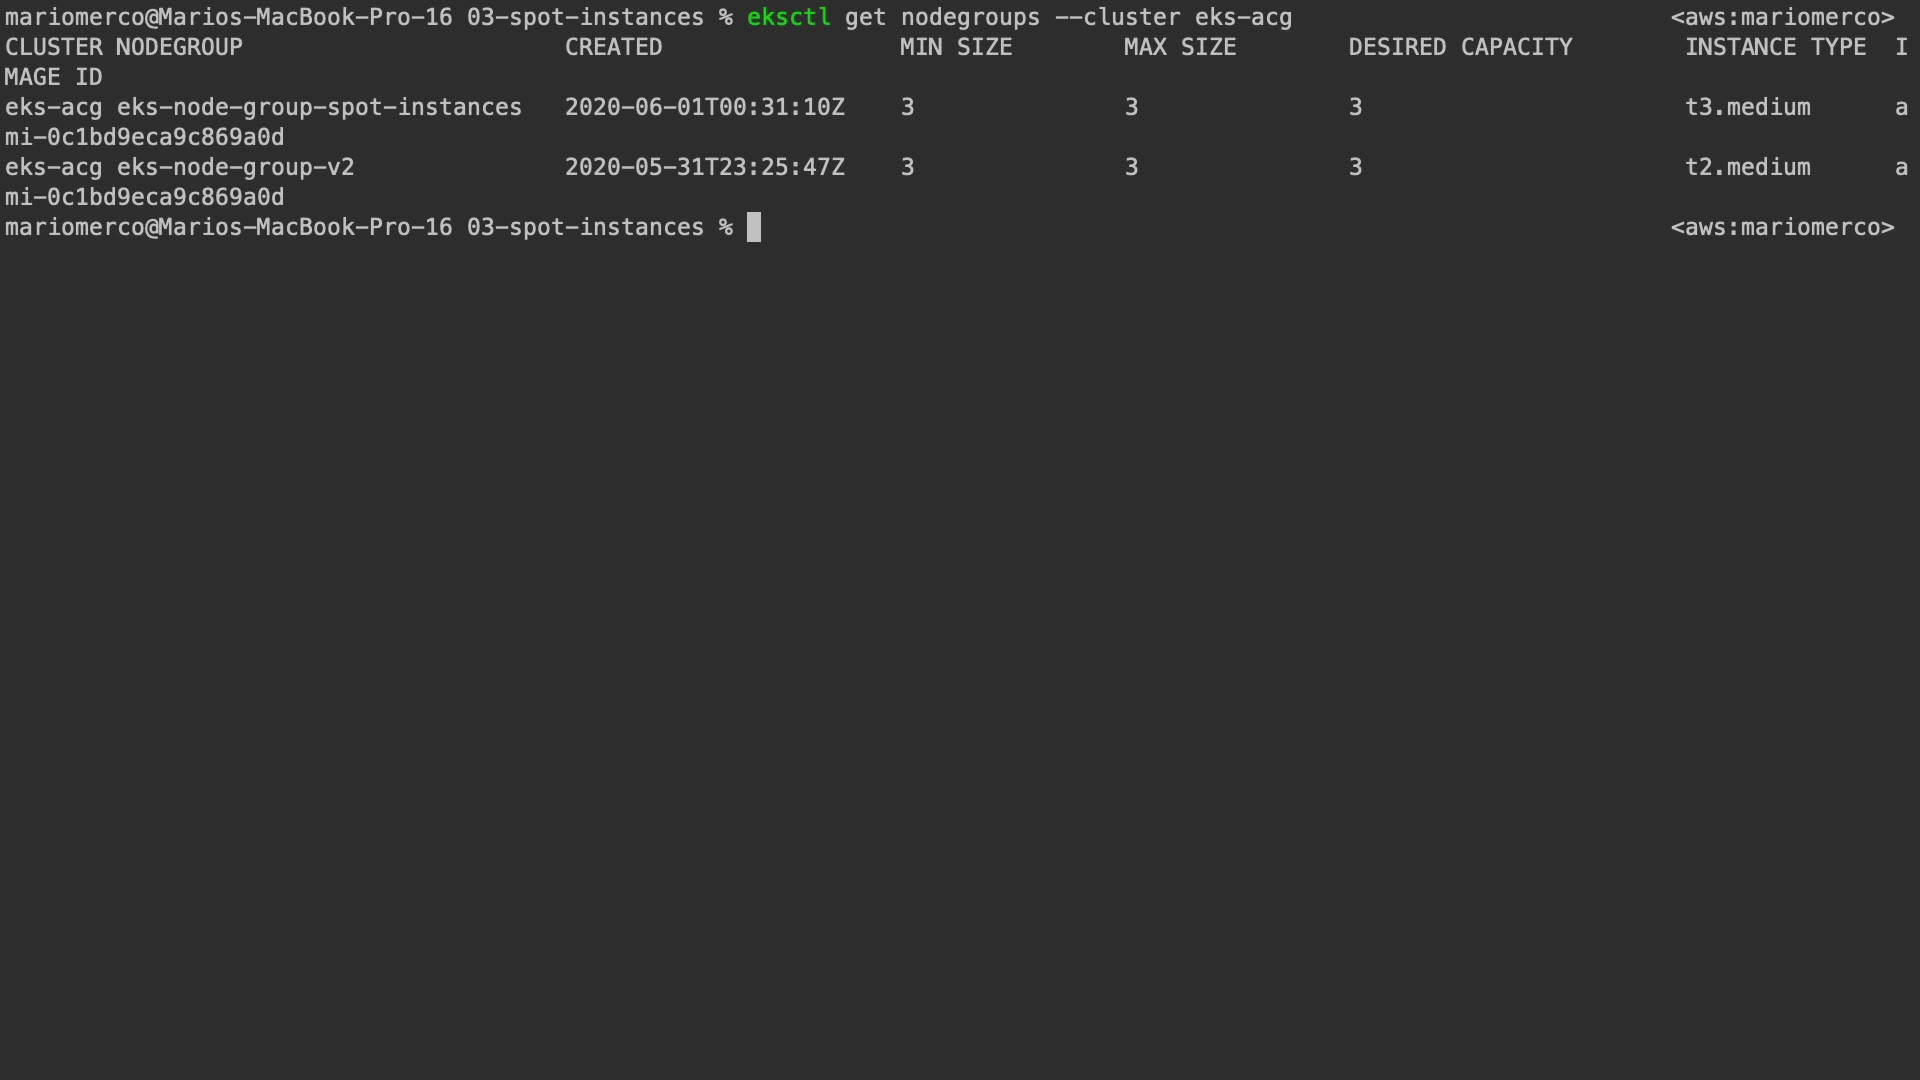 mariomerco@Marios-MacBook-Pro-16 03-spot-instances % eksctl get nodegroups --cluster eks-acg <aws:mariomerco>
CLUSTER NODEGROUP CREATED MIN SIZE MAX SIZE DESIRED CAPACITY INSTANCE TYPE I
MAGE ID
eks-acg eks-node-group-spot-instances 2020-06-01T00:31:10Z 3 3 3 t3.medium a
mi-0c1bd9eca9c869a0d
eks-acg eks-node-group-v2 2020-05-31T23:25:47Z 3 3 3 t2.medium a
mi-0c1bd9eca9c869a0d
mariomerco@Marios-MacBook-Pro-16 03-spot-instances % <aws:mariomerco>